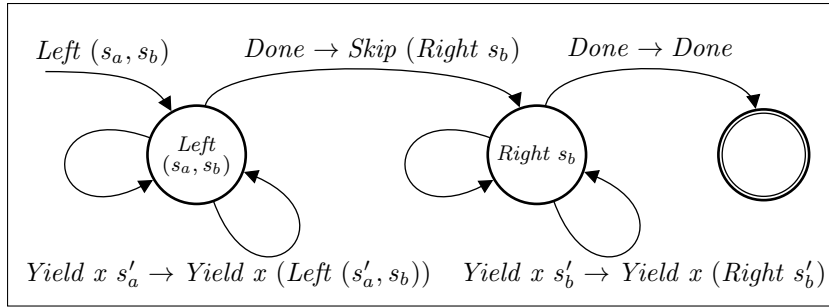 Left (s_a, s_b)
Done → Skip (Right s_b)
Done → Done
Left
(s_a, s_b)
Right s_b
Yield x s'_a → Yield x (Left (s'_a, s_b))
Yield x s'_b → Yield x (Right s'_b)